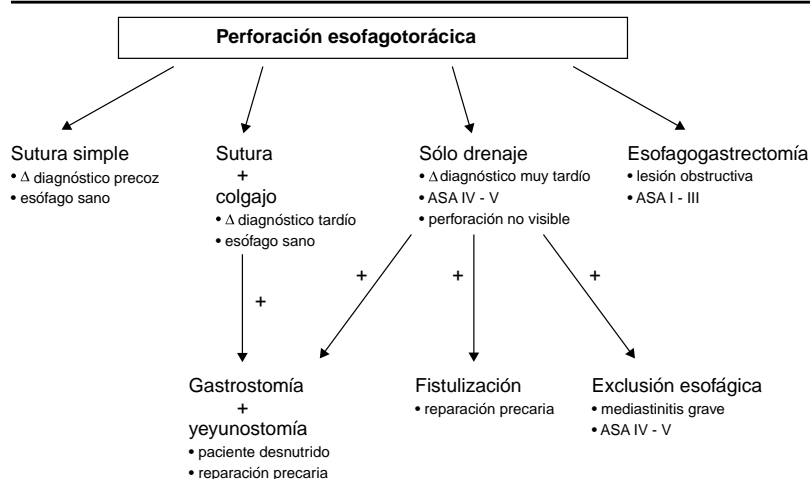 Perforación esofagotorácica
Sutura simple
• Δ diagnóstico precoz
• esófago sano
Sutura
+
colgajo
• Δ diagnóstico tardío
• esófago sano
Sólo drenaje
• Δ diagnóstico muy tardío
• ASA IV - V
• perforación no visible
Esofagogastrectomía
• lesión obstructiva
• ASA I - III
+
+
+
+
Gastrostomía
+
yeyunostomía
• paciente desnutrido
• reparación precaria
Fistulización
• reparación precaria
Exclusión esofágica
• mediastinitis grave
• ASA IV - V